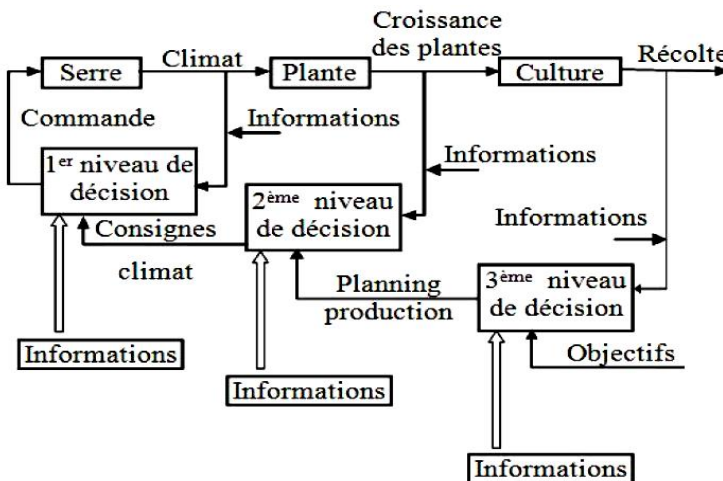 Croissance
des plantes
Climat
Récolte
Serre
Plante
Culture
Commande
Informations
1er niveau de
décision
Informations
2ème niveau
de décision
Informations
Consignes
climat
Planning
production
3ème niveau
de décision
Informations
Objectifs
Informations
Informations